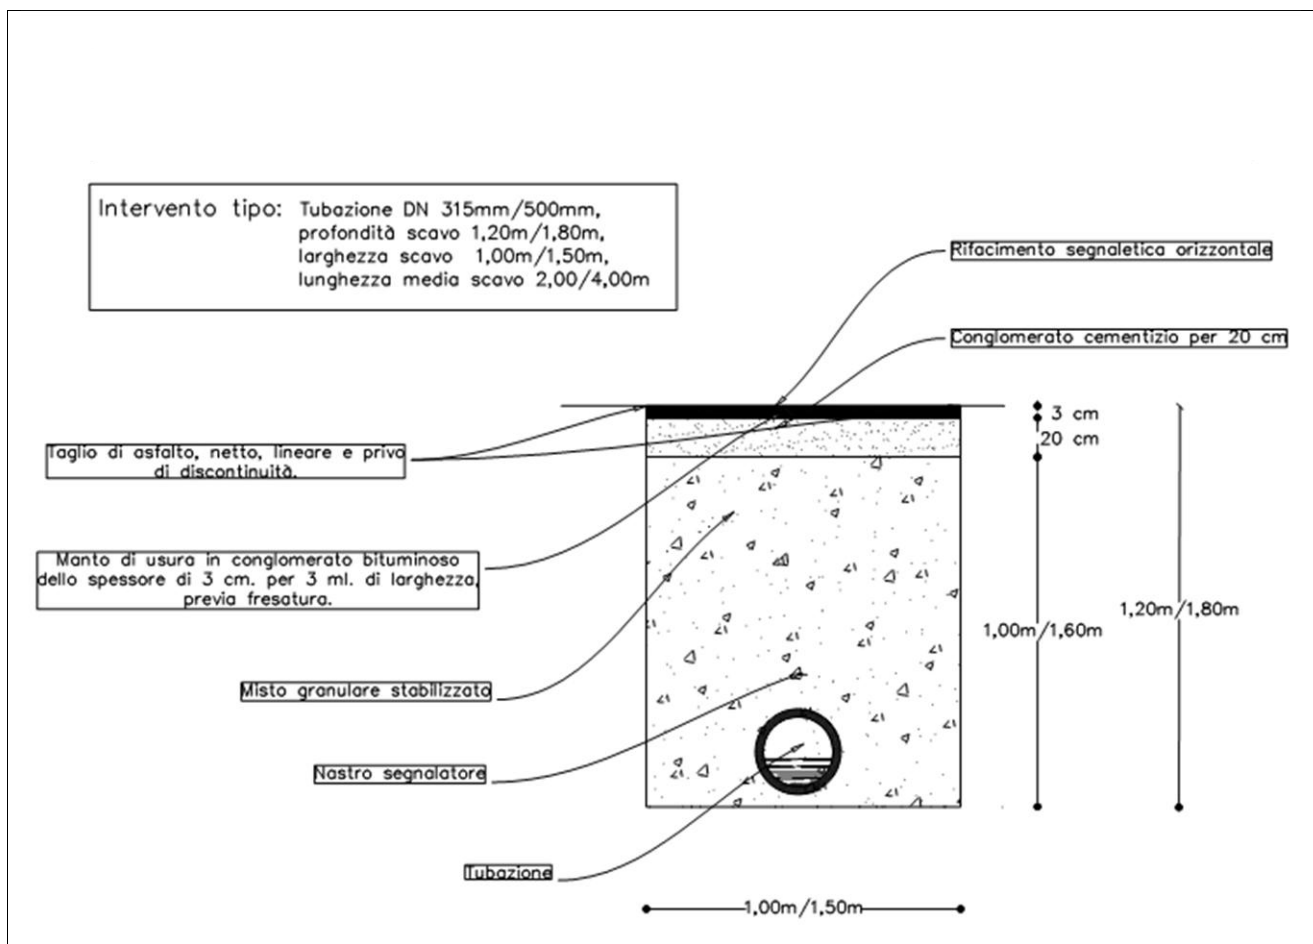 Intervento tipo: Tubazione DN 315mm/500mm,
profondità scavo 1,20m/1,80m,
larghezza scavo 1,00m/1,50m,
lunghezza media scavo 2,00/4,00m
Rifacimento segnaletica orizzontale
Conglomerato cementizio per 20 cm
3 cm
20 cm
Taglio di asfalto, netto, lineare e privo
di discontinuità.
Manto di usura in conglomerato bituminoso
dello spessore di 3 cm. per 3 ml. di larghezza,
previa fresatura.
1,20m/1,80m
1,00m/1,60m
Misto granulare stabilizzato
Nastro segnalatore
Tubazione
1,00m/1,50m